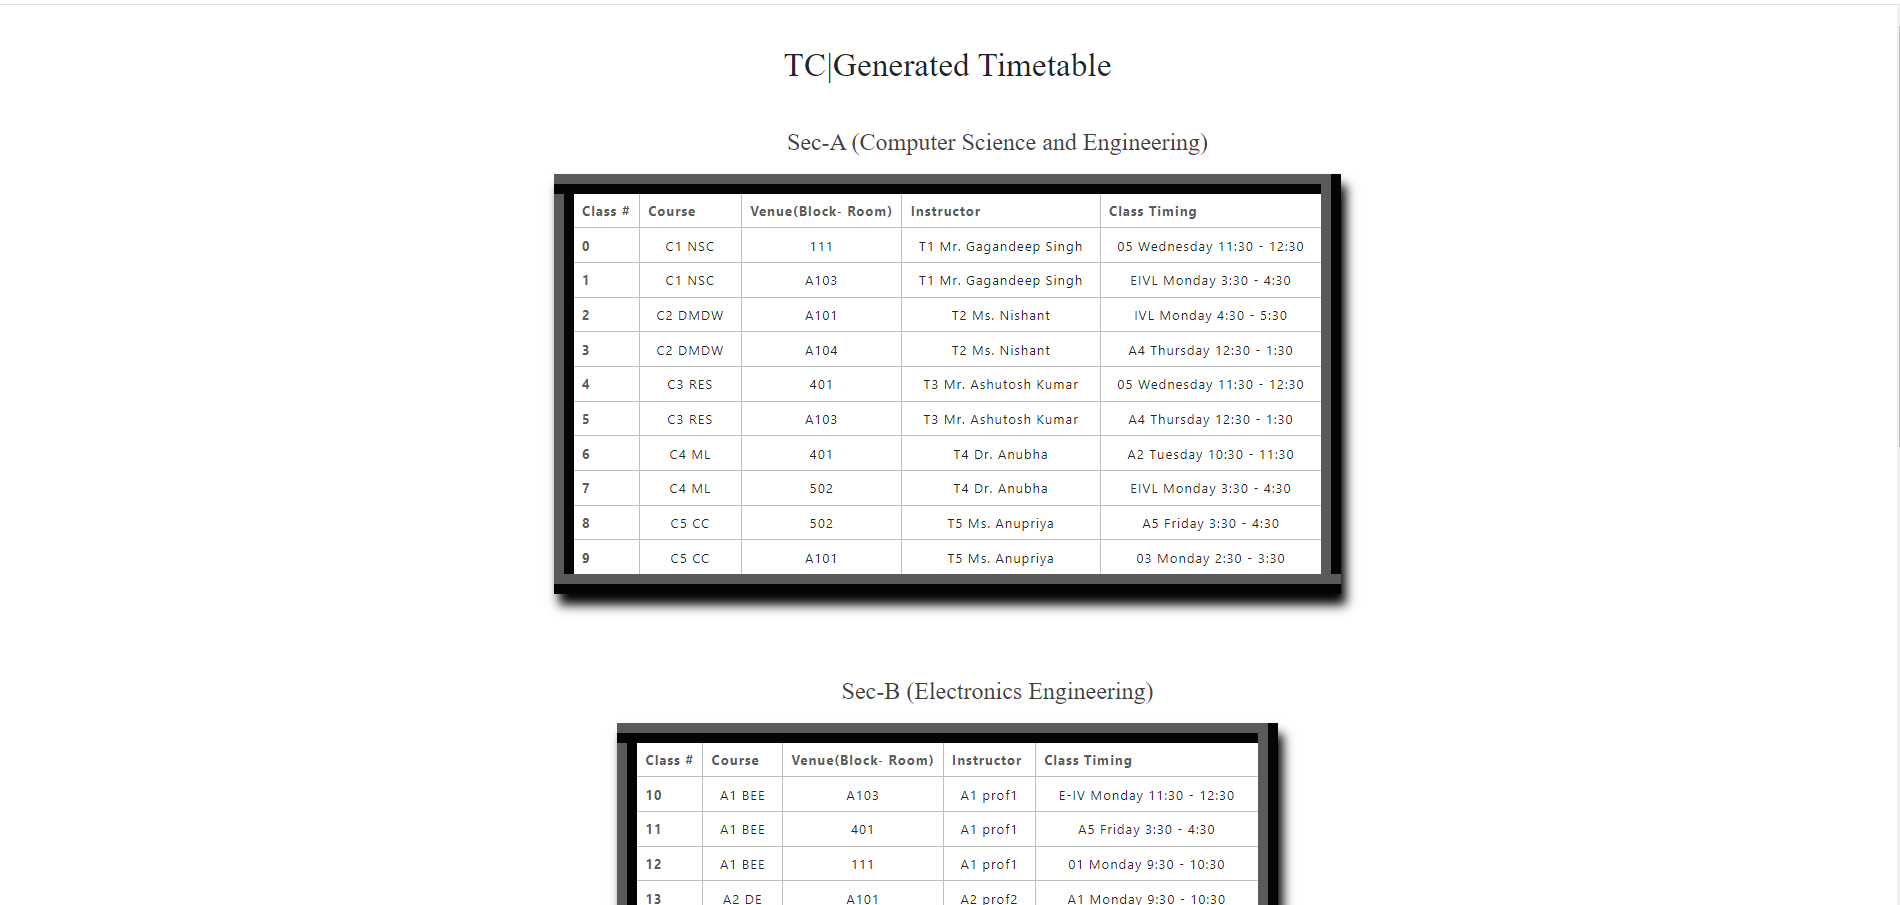 TC|Generated Timetable
Sec-A (Computer Science and Engineering)
Class # Course Venue(Block- Room) Instructor Class Timing
0 C1 NSC 111 T1 Mr. Gagandeep Singh 05 Wednesday 11:30 - 12:30
1 C1 NSC A103 T1 Mr. Gagandeep Singh EIVL Monday 3:30 - 4:30
2 C2 DMDW A101 T2 Ms. Nishant IVL Monday 4:30 - 5:30
3 C2 DMDW A104 T2 Ms. Nishant A4 Thursday 12:30 - 1:30
4 C3 RES 401 T3 Mr. Ashutosh Kumar 05 Wednesday 11:30 - 12:30
5 C3 RES A103 T3 Mr. Ashutosh Kumar A4 Thursday 12:30 - 1:30
6 C4 ML 401 T4 Dr. Anubha A2 Tuesday 10:30 - 11:30
7 C4 ML 502 T4 Dr. Anubha EIVL Monday 3:30 - 4:30
8 C5 CC 502 T5 Ms. Anupriya A5 Friday 3:30 - 4:30
9 C5 CC A101 T5 Ms. Anupriya 03 Monday 2:30 - 3:30
Sec-B (Electronics Engineering)
Class # Course Venue(Block- Room) Instructor Class Timing
10 A1 BEE A103 A1 prof1 E-IV Monday 11:30 - 12:30
11 A1 BEE 401 A1 prof1 A5 Friday 3:30 - 4:30
12 A1 BEE 111 A1 prof1 01 Monday 9:30 - 10:30
13 A2 DE A101 A2 prof2 A1 Monday 9:30 - 10:30